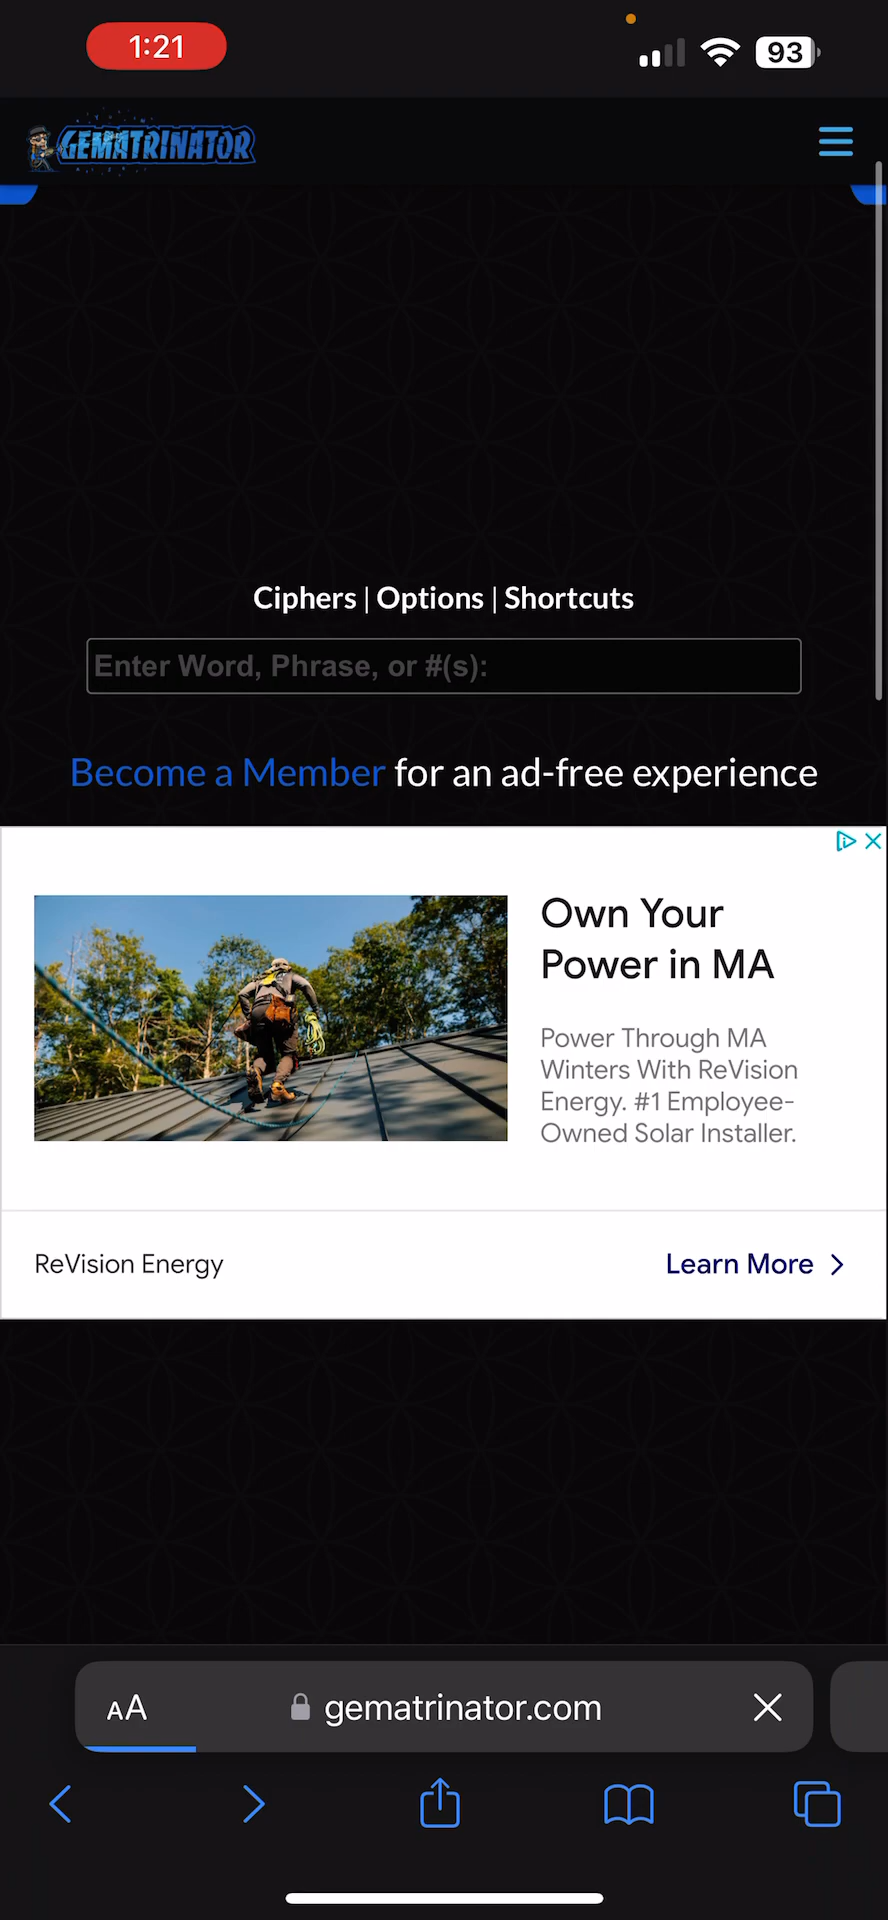 1:21
93
GEMATRINATOR
Ciphers | Options | Shortcuts
Enter Word, Phrase, or #(s):
Become a Member for an ad-free experience
Own Your
Power in MA
Power Through MA
Winters With ReVision
Energy. #1 Employee-
Owned Solar Installer.
ReVision Energy
Learn More
AA
gematrinator.com